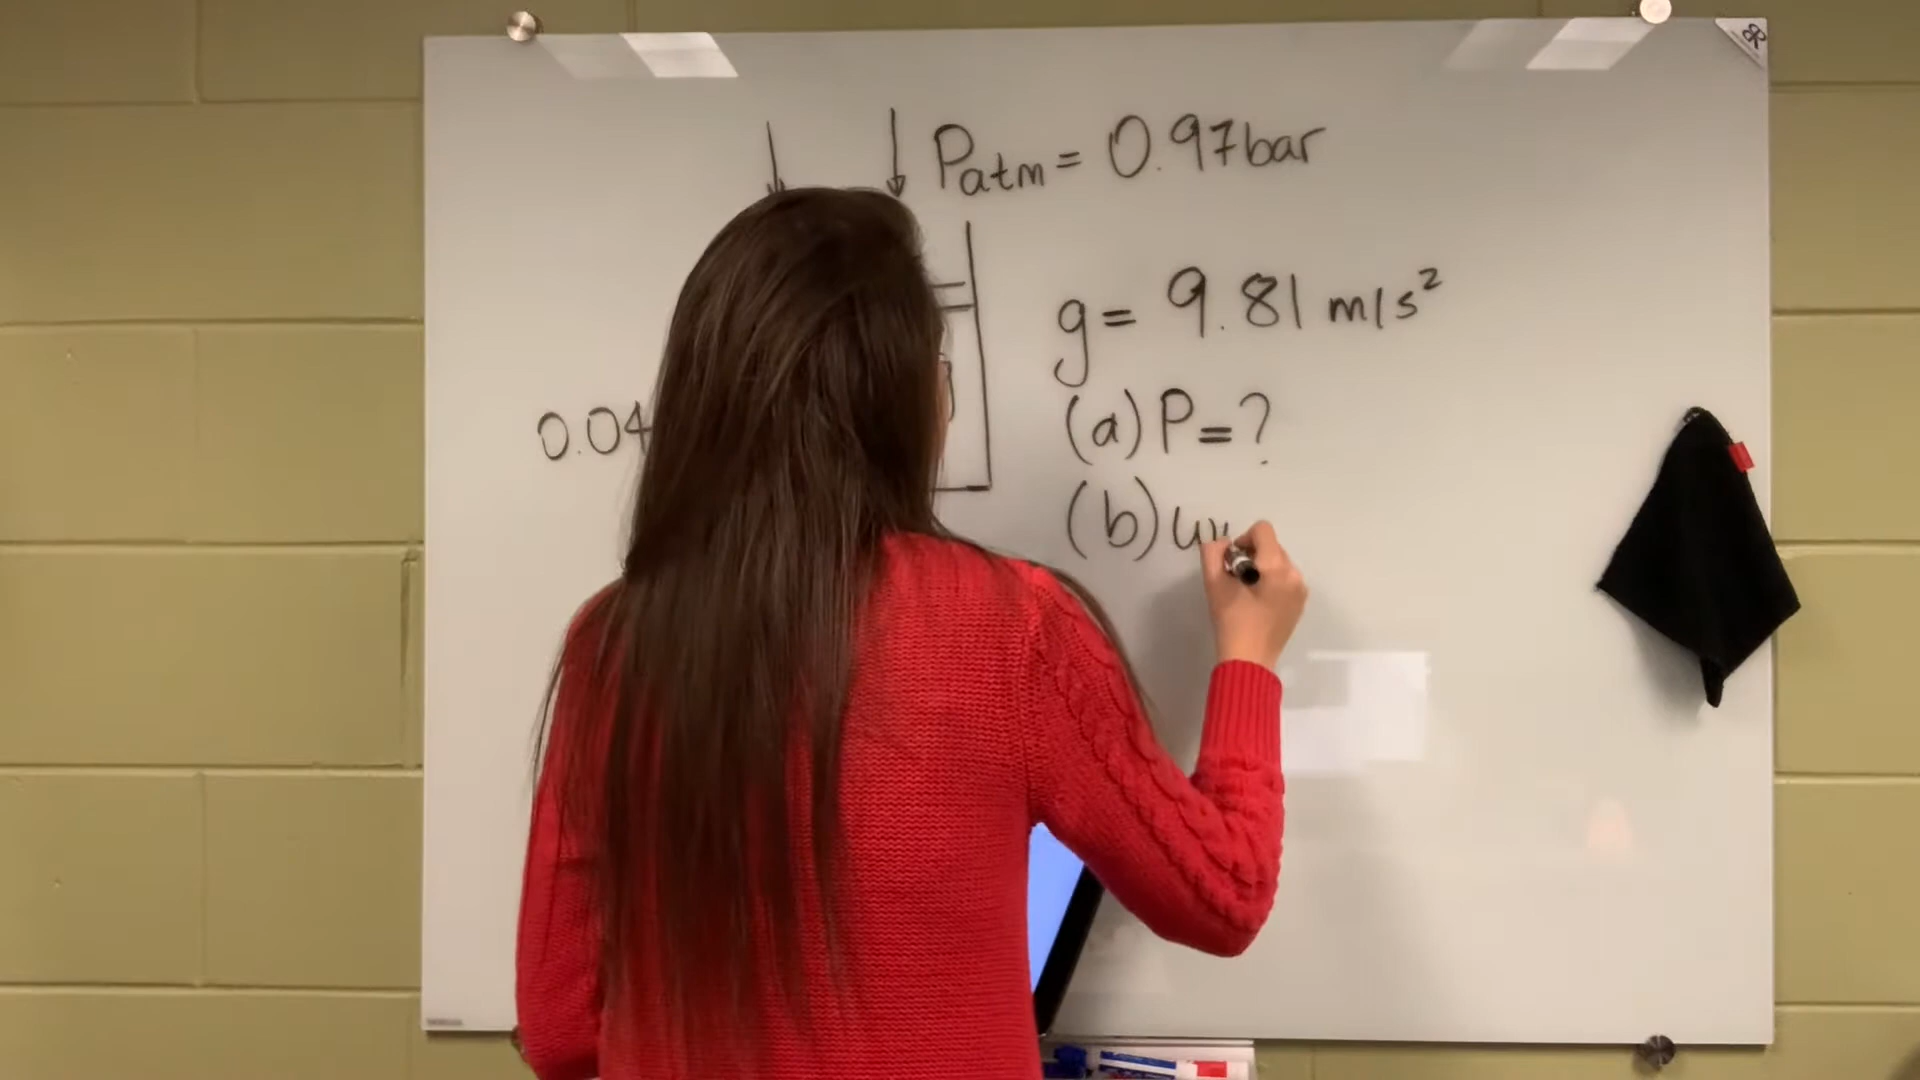 Patm = 0.97bar
g = 9.81 m/s²
0.04
(a) P = ?
(b)